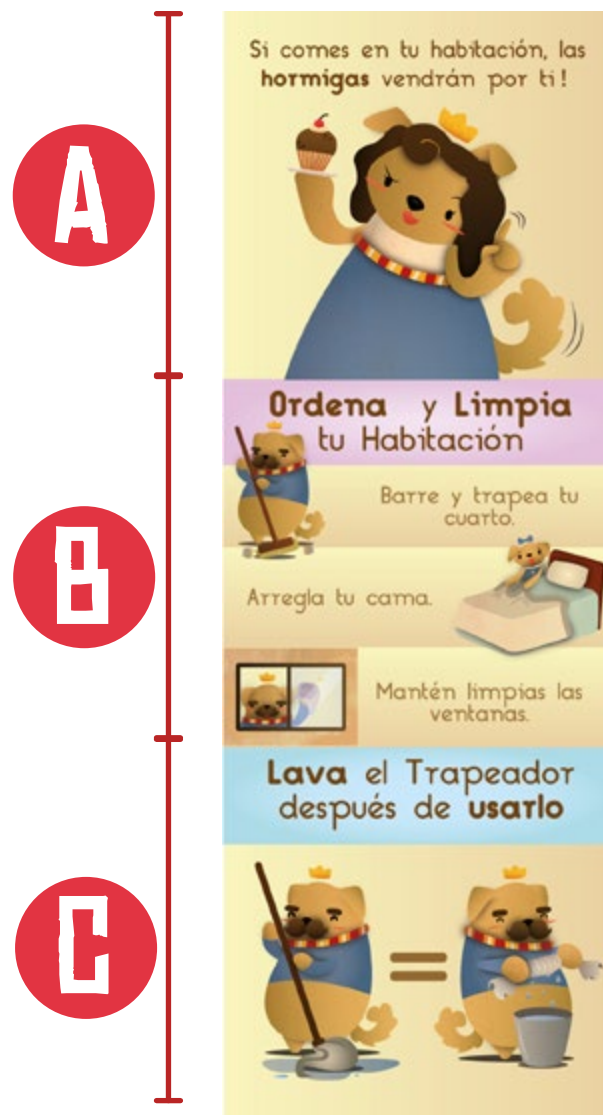 A
Si comes en tu habitación, las
hormigas vendrán por ti!
B
Ordena y Limpia
tu Habitación
Barre y trapea tu
cuarto.
Arregla tu cama.
Mantén limpias las
ventanas.
C
Lava el Trapeador
después de usarlo